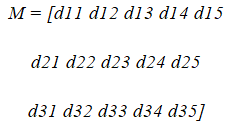 M = [d11 d12 d13 d14 d15
d21 d22 d23 d24 d25
d31 d32 d33 d34 d35]